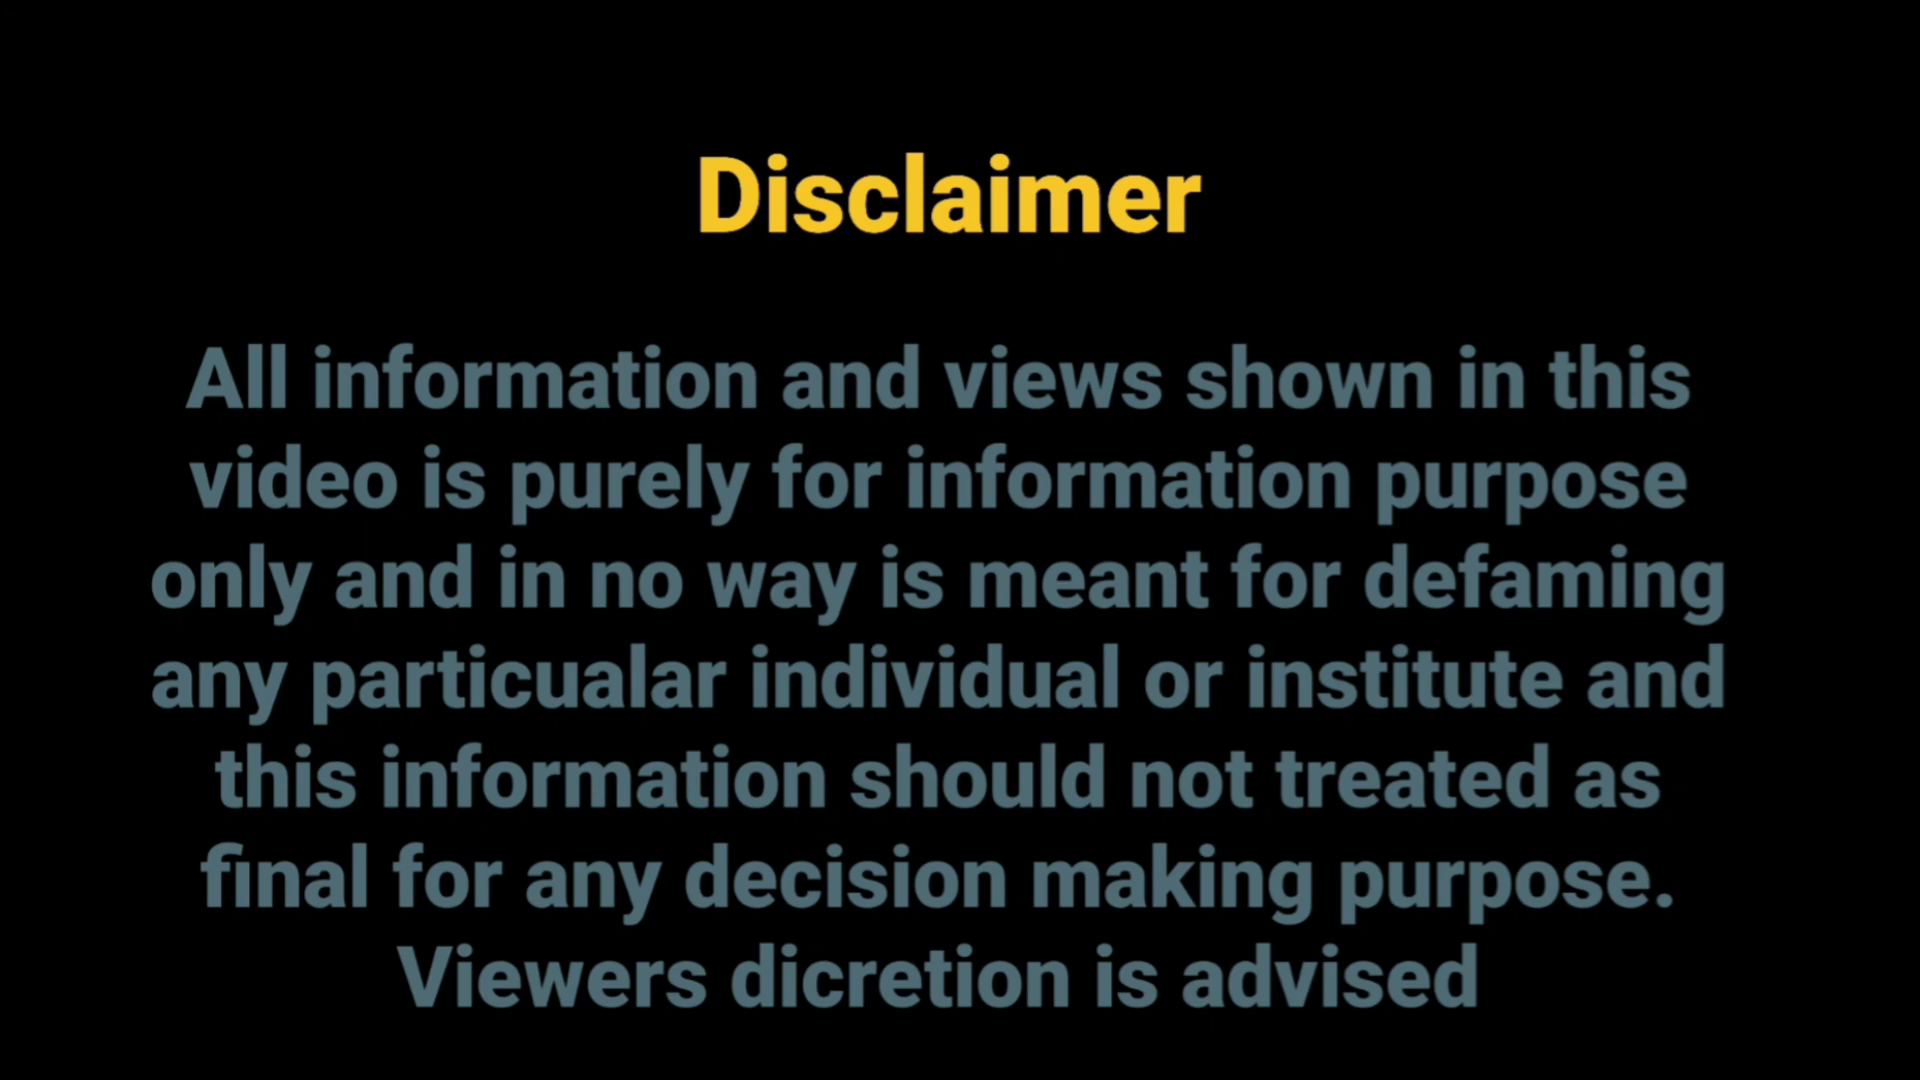 Disclaimer
All information and views shown in this
video is purely for information purpose
only and in no way is meant for defaming
any particualar individual or institute and
this information should not treated as
final for any decision making purpose.
Viewers dicretion is advised